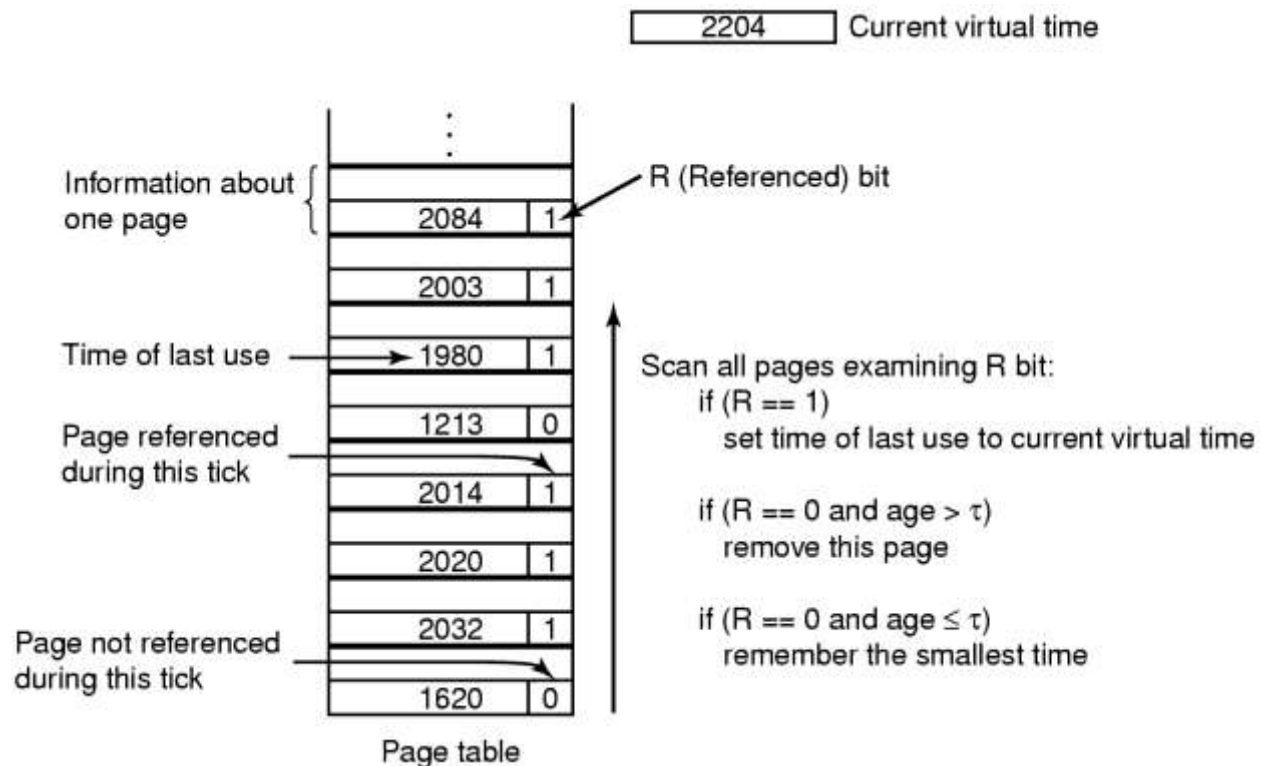 2204 Current virtual time
Information about
one page
R (Referenced) bit
2084 1
2003 1
Time of last use
1980 1
1213 0
Page referenced
during this tick
2014 1
2020 1
2032 1
Page not referenced
during this tick
1620 0
Page table
Scan all pages examining R bit:
if (R == 1)
set time of last use to current virtual time
if (R == 0 and age > τ)
remove this page
if (R == 0 and age ≤ τ)
remember the smallest time